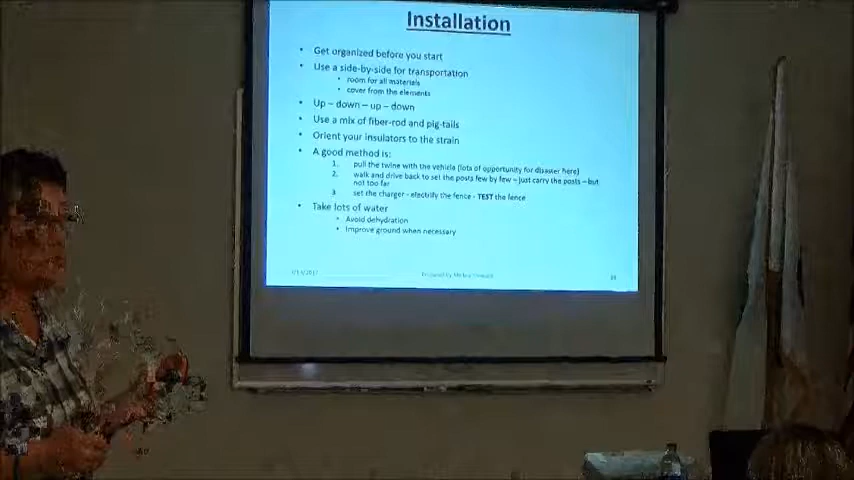 Installation
• Get organized before you start
• Use a side-by-side for transportation
• room for all materials
• cover from the elements
• Up – down – up – down
• Use a mix of fiber-rod and pig-tails
• Orient your insulators to the strain
• A good method is:
1. pull the twine with the vehicle (lots of opportunity for disaster here)
2. walk and drive back to set the posts few by few – just carry the posts – but
not too far
3 set the charger - electrify the fence - TEST the fence
• Take lots of water
• Avoid dehydration
• Improve ground when necessary
Prepared by